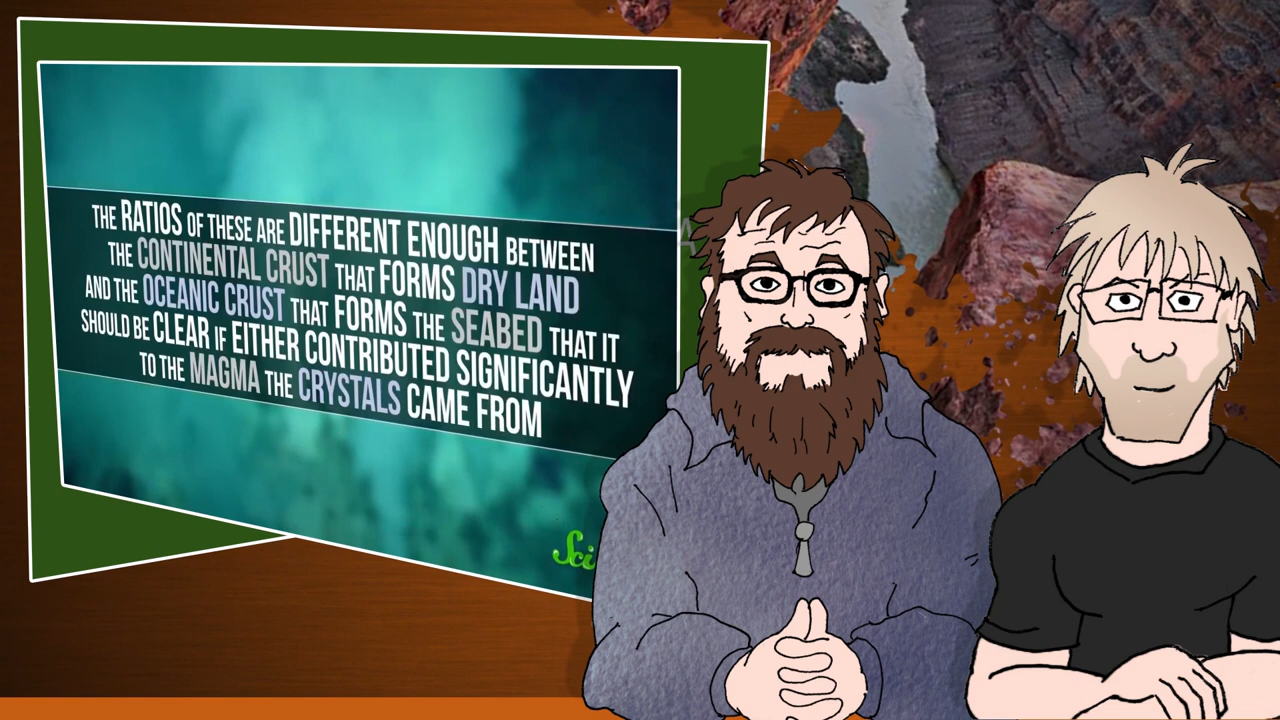 THE RATIOS OF THESE ARE DIFFERENT ENOUGH BETWEEN
THE CONTINENTAL CRUST THAT FORMS DRY LAND
AND THE OCEANIC CRUST THAT FORMS THE SEABED THAT IT
SHOULD BE CLEAR IF EITHER CONTRIBUTED SIGNIFICANTLY
TO THE MAGMA THE CRYSTALS CAME FROM
Sci